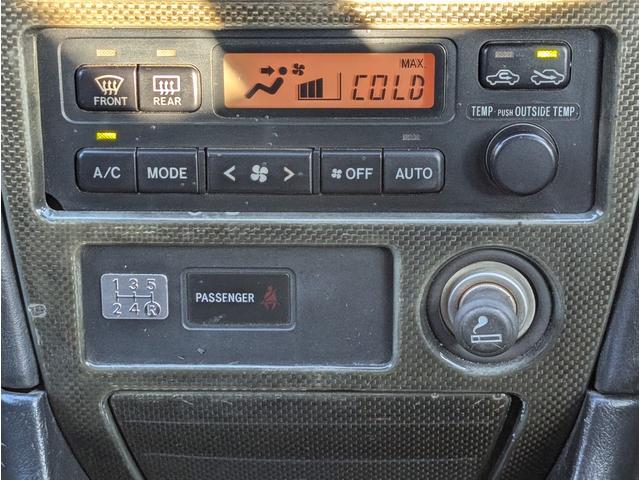 MAX
COLD
FRONT
REAR
TEMP-PUSH OUTSIDE TEMP
A/C
MODE
< >
OFF
AUTO
1 3 5
2 4 R
PASSENGER